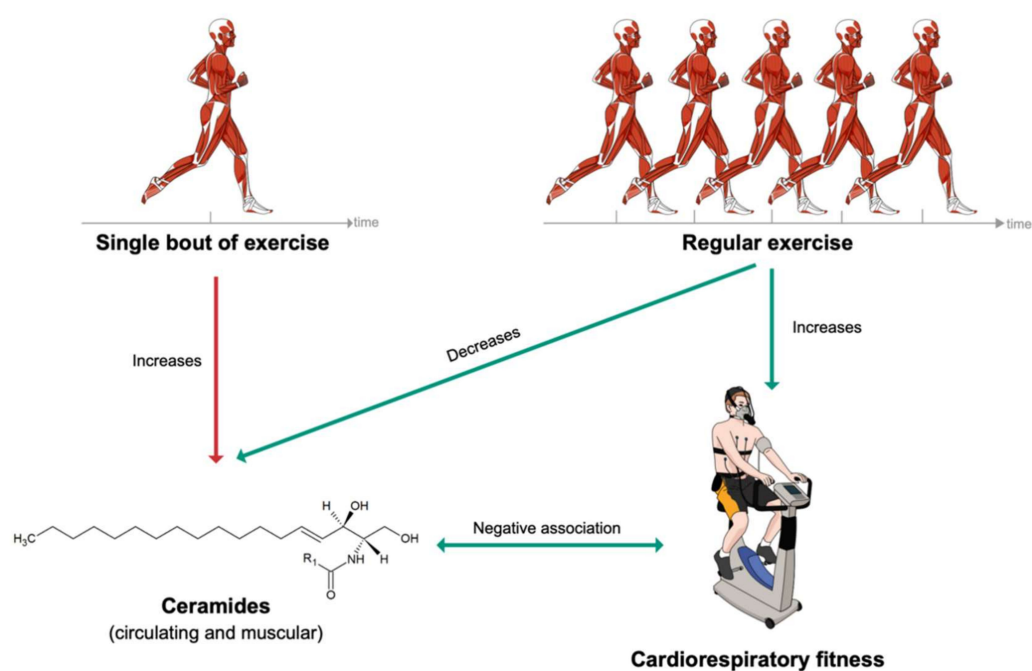 time
time
Single bout of exercise
Regular exercise
Increases
Decreases
Increases
H
OH
H₃C
OH
R₁
NH
H
O
Negative association
Ceramides
(circulating and muscular)
Cardiorespiratory fitness